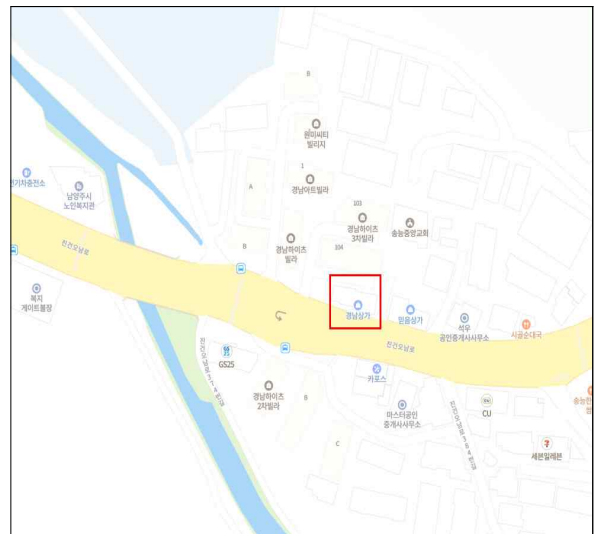 B
원미씨티
빌리지
1
경남아트빌라
A
전기차충전소
남양주시
노인복지관
103
경남하이츠
3차빌라
송능중앙교회
경남하이츠
빌라
104
B
진건오남로
복지
게이트볼장
경남상가
믿음상가
석우
공인중개사사무소
시골순대국
진건오남로
GS25
카포스
경남하이츠
2차빌라
B
마스터공인
중개사사무소
CU
C
세븐일레븐